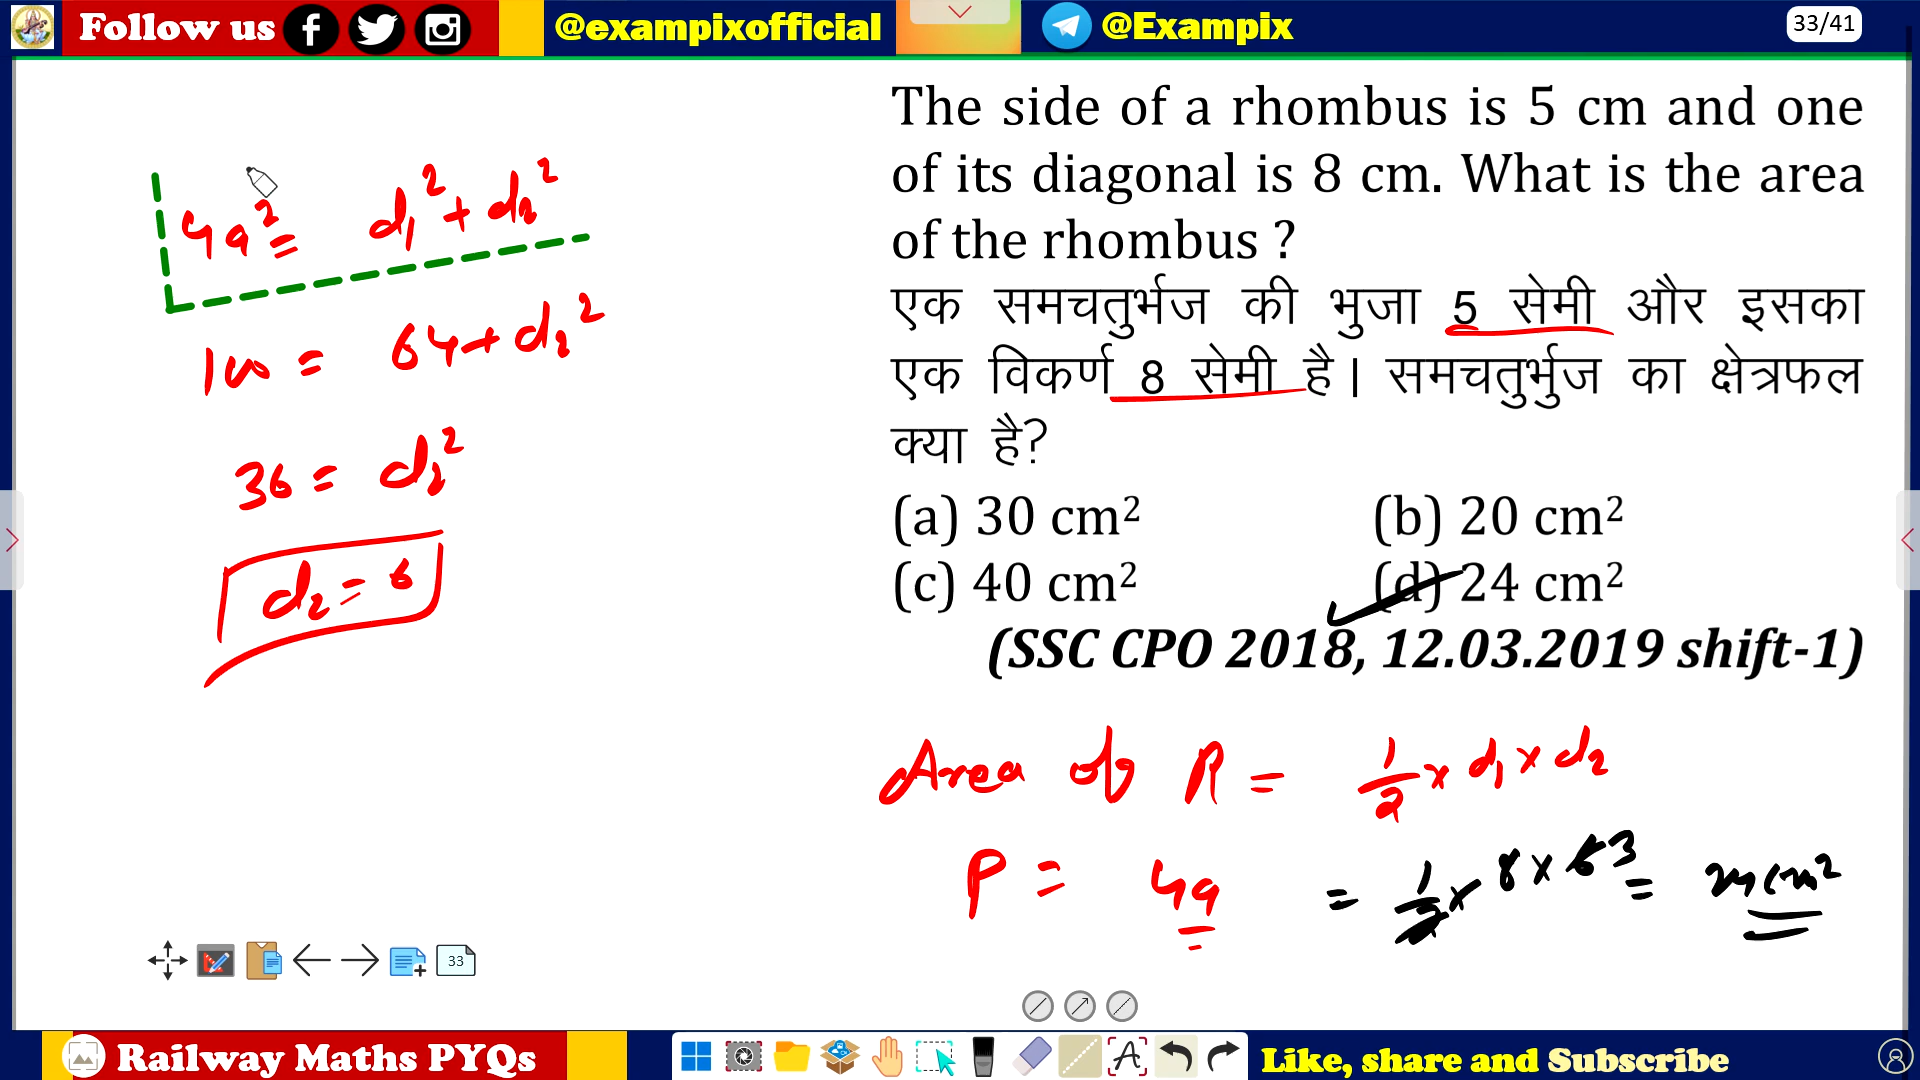 Follow us
@exampixofficial
@Exampix
33/41
The side of a rhombus is 5 cm and one
of its diagonal is 8 cm. What is the area
of the rhombus ?
एक समचतुर्भज की भुजा 5 सेमी और इसका
एक विकर्ण 8 सेमी है। समचतुर्भुज का क्षेत्रफल
क्या है?
(a) 30 cm² (b) 20 cm²
(c) 40 cm² (d) 24 cm²
(SSC CPO 2018, 12.03.2019 shift-1)
4a² = d₁² + d₂²
100 = 64 + d₂²
36 = d₂²
d₂ = 6
Area of R = 1/2 × d₁ × d₂
P = 4a
= 1/2 × 8 × 6 3 = 24 cm²
33
Railway Maths PYQs
Like, share and Subscribe